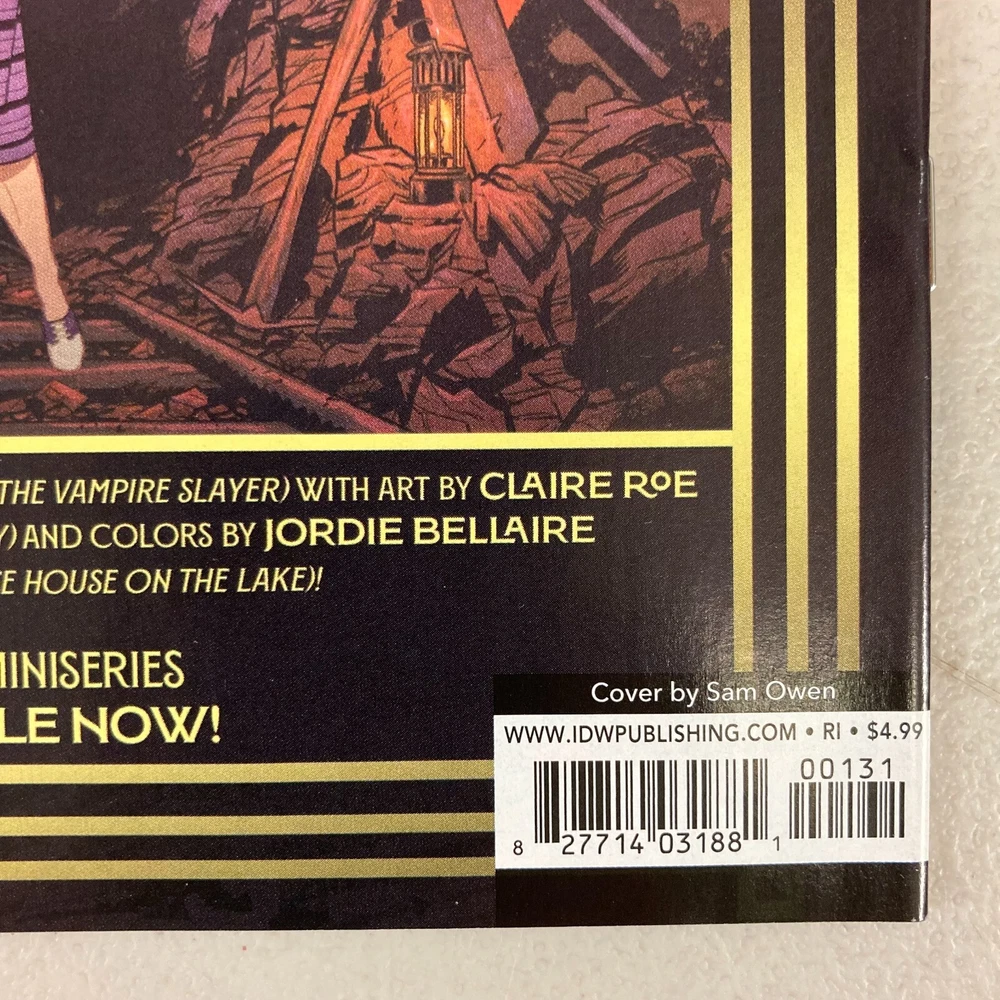 THE VAMPIRE SLAYER) WITH ART BY CLAIRE ROE
AND COLORS BY JORDIE BELLAIRE
HOUSE ON THE LAKE)!
MINISERIES
NOW!
Cover by Sam Owen
WWW.IDWPUBLISHING.COM • RI • $4.99
00131
8 27714 03188 1